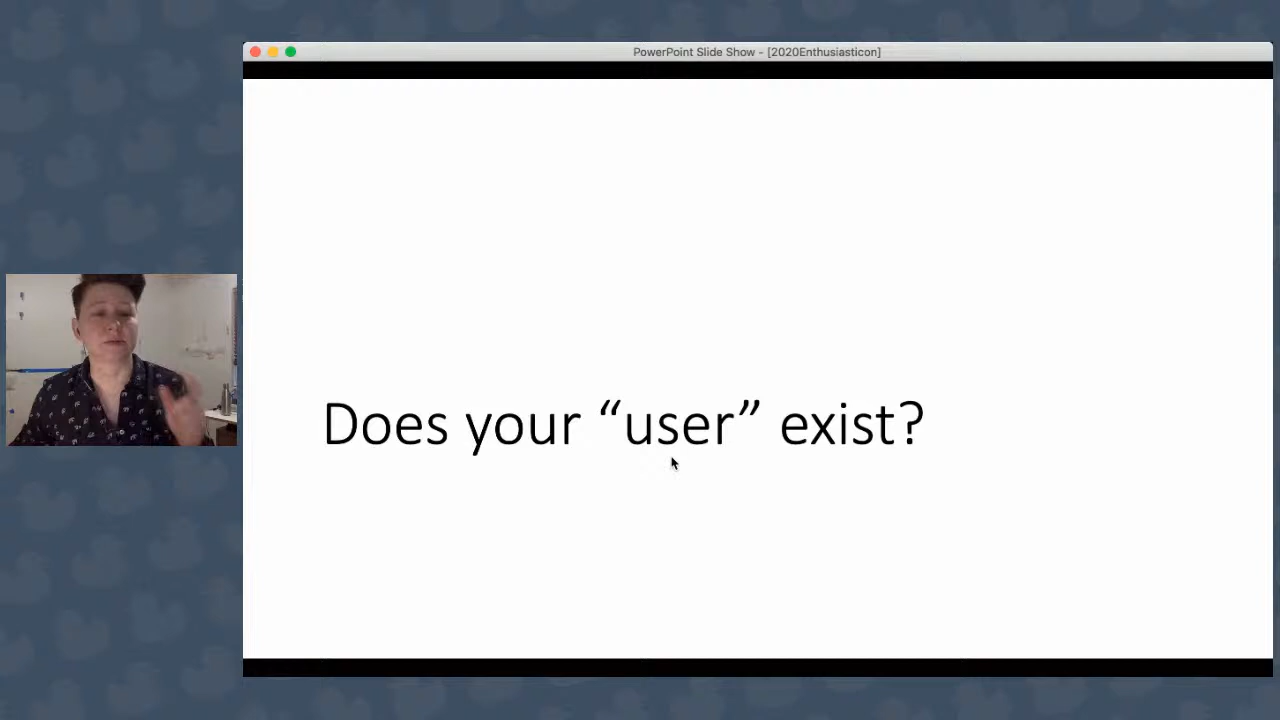 PowerPoint Slide Show - [2020Enthusiasticon]
Does your “user” exist?